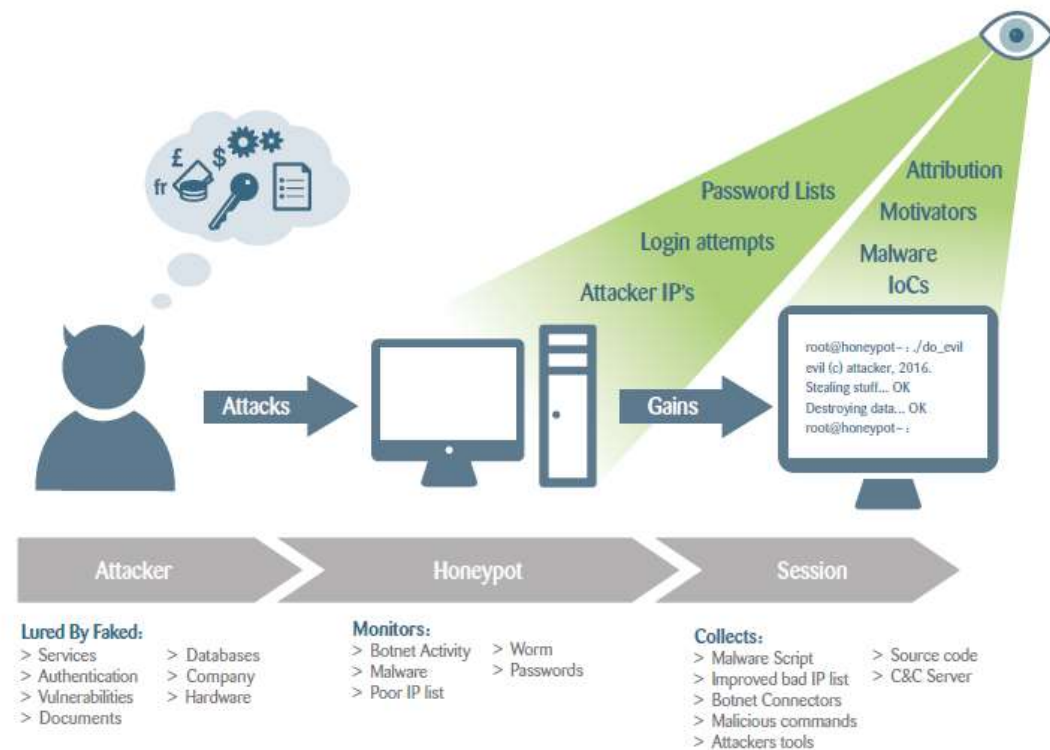 £
$
fr
Password Lists
Login attempts
Attacker IP's
Attribution
Motivators
Malware
IoCs
Attacks
Gains
root@honeypot~: ./do_evil
evil (c) attacker, 2016.
Stealing stuff... OK
Destroying data... OK
root@honeypot~:
Attacker
Honeypot
Session
Lured By Faked:
> Services
> Authentication
> Vulnerabilities
> Documents
> Databases
> Company
> Hardware
Monitors:
> Botnet Activity
> Malware
> Poor IP list
> Worm
> Passwords
Collects:
> Malware Script
> Improved bad IP list
> Botnet Connectors
> Malicious commands
> Attackers tools
> Source code
> C&C Server